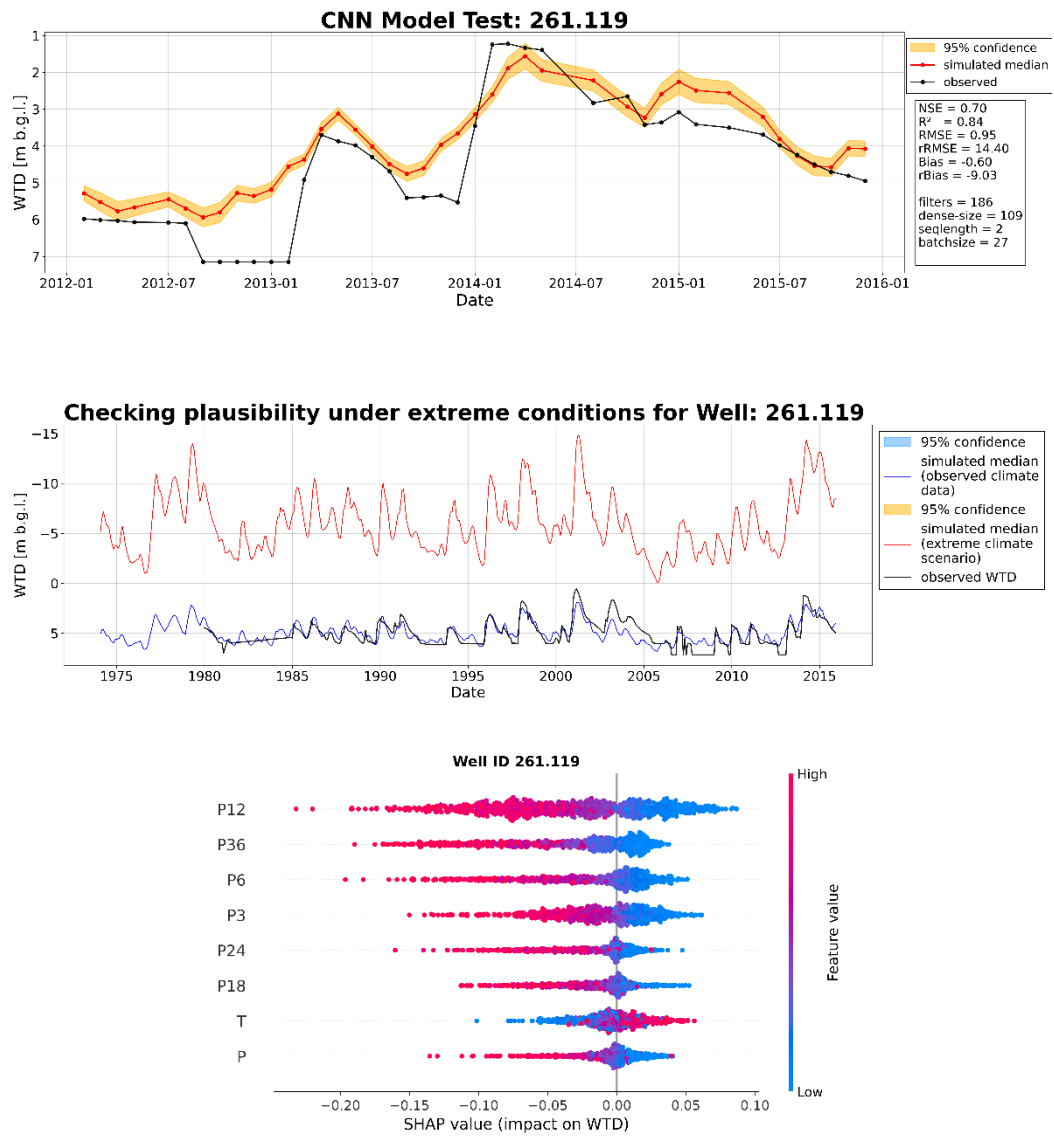 CNN Model Test: 261.119
1
2
3
4
5
6
7
WTD [m b.g.l.]
2012-01 2012-07 2013-01 2013-07 2014-01 2014-07 2015-01 2015-07 2016-01
Date
95% confidence
simulated median
observed
NSE = 0.70
R² = 0.84
RMSE = 0.95
rRMSE = 14.40
Bias = -0.60
rBias = -9.03
filters = 186
dense-size = 109
seqlength = 2
batchsize = 27
Checking plausibility under extreme conditions for Well: 261.119
−15
−10
−5
0
5
WTD [m b.g.l.]
1975 1980 1985 1990 1995 2000 2005 2010 2015
Date
95% confidence
simulated median
(observed climate
data)
95% confidence
simulated median
(extreme climate
scenario)
observed WTD
Well ID 261.119
P12
P36
P6
P3
P24
P18
T
P
−0.20 −0.15 −0.10 −0.05 0.00 0.05 0.10
SHAP value (impact on WTD)
High
Feature value
Low